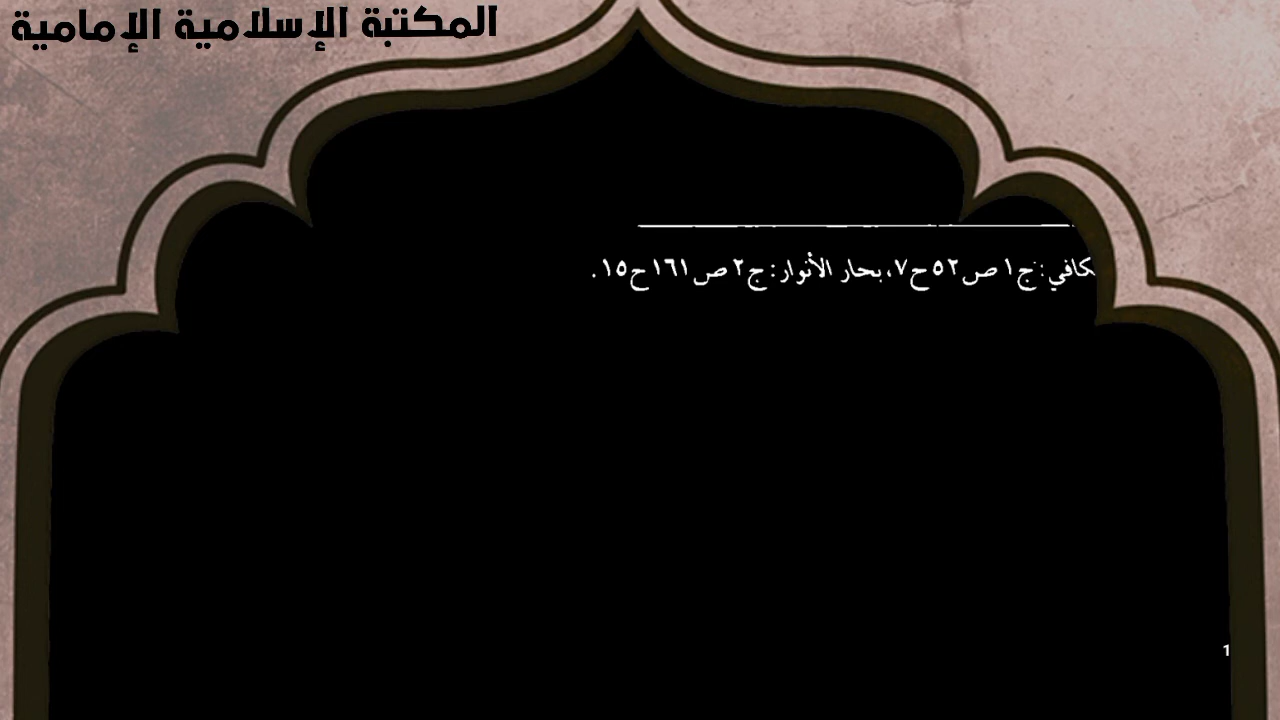 المكتبة الإسلامية الإمامية
كافي: ج١ ص٥٢ ح٧، بحار الأنوار: ج٢ ص١٦١ ح١٥.
1